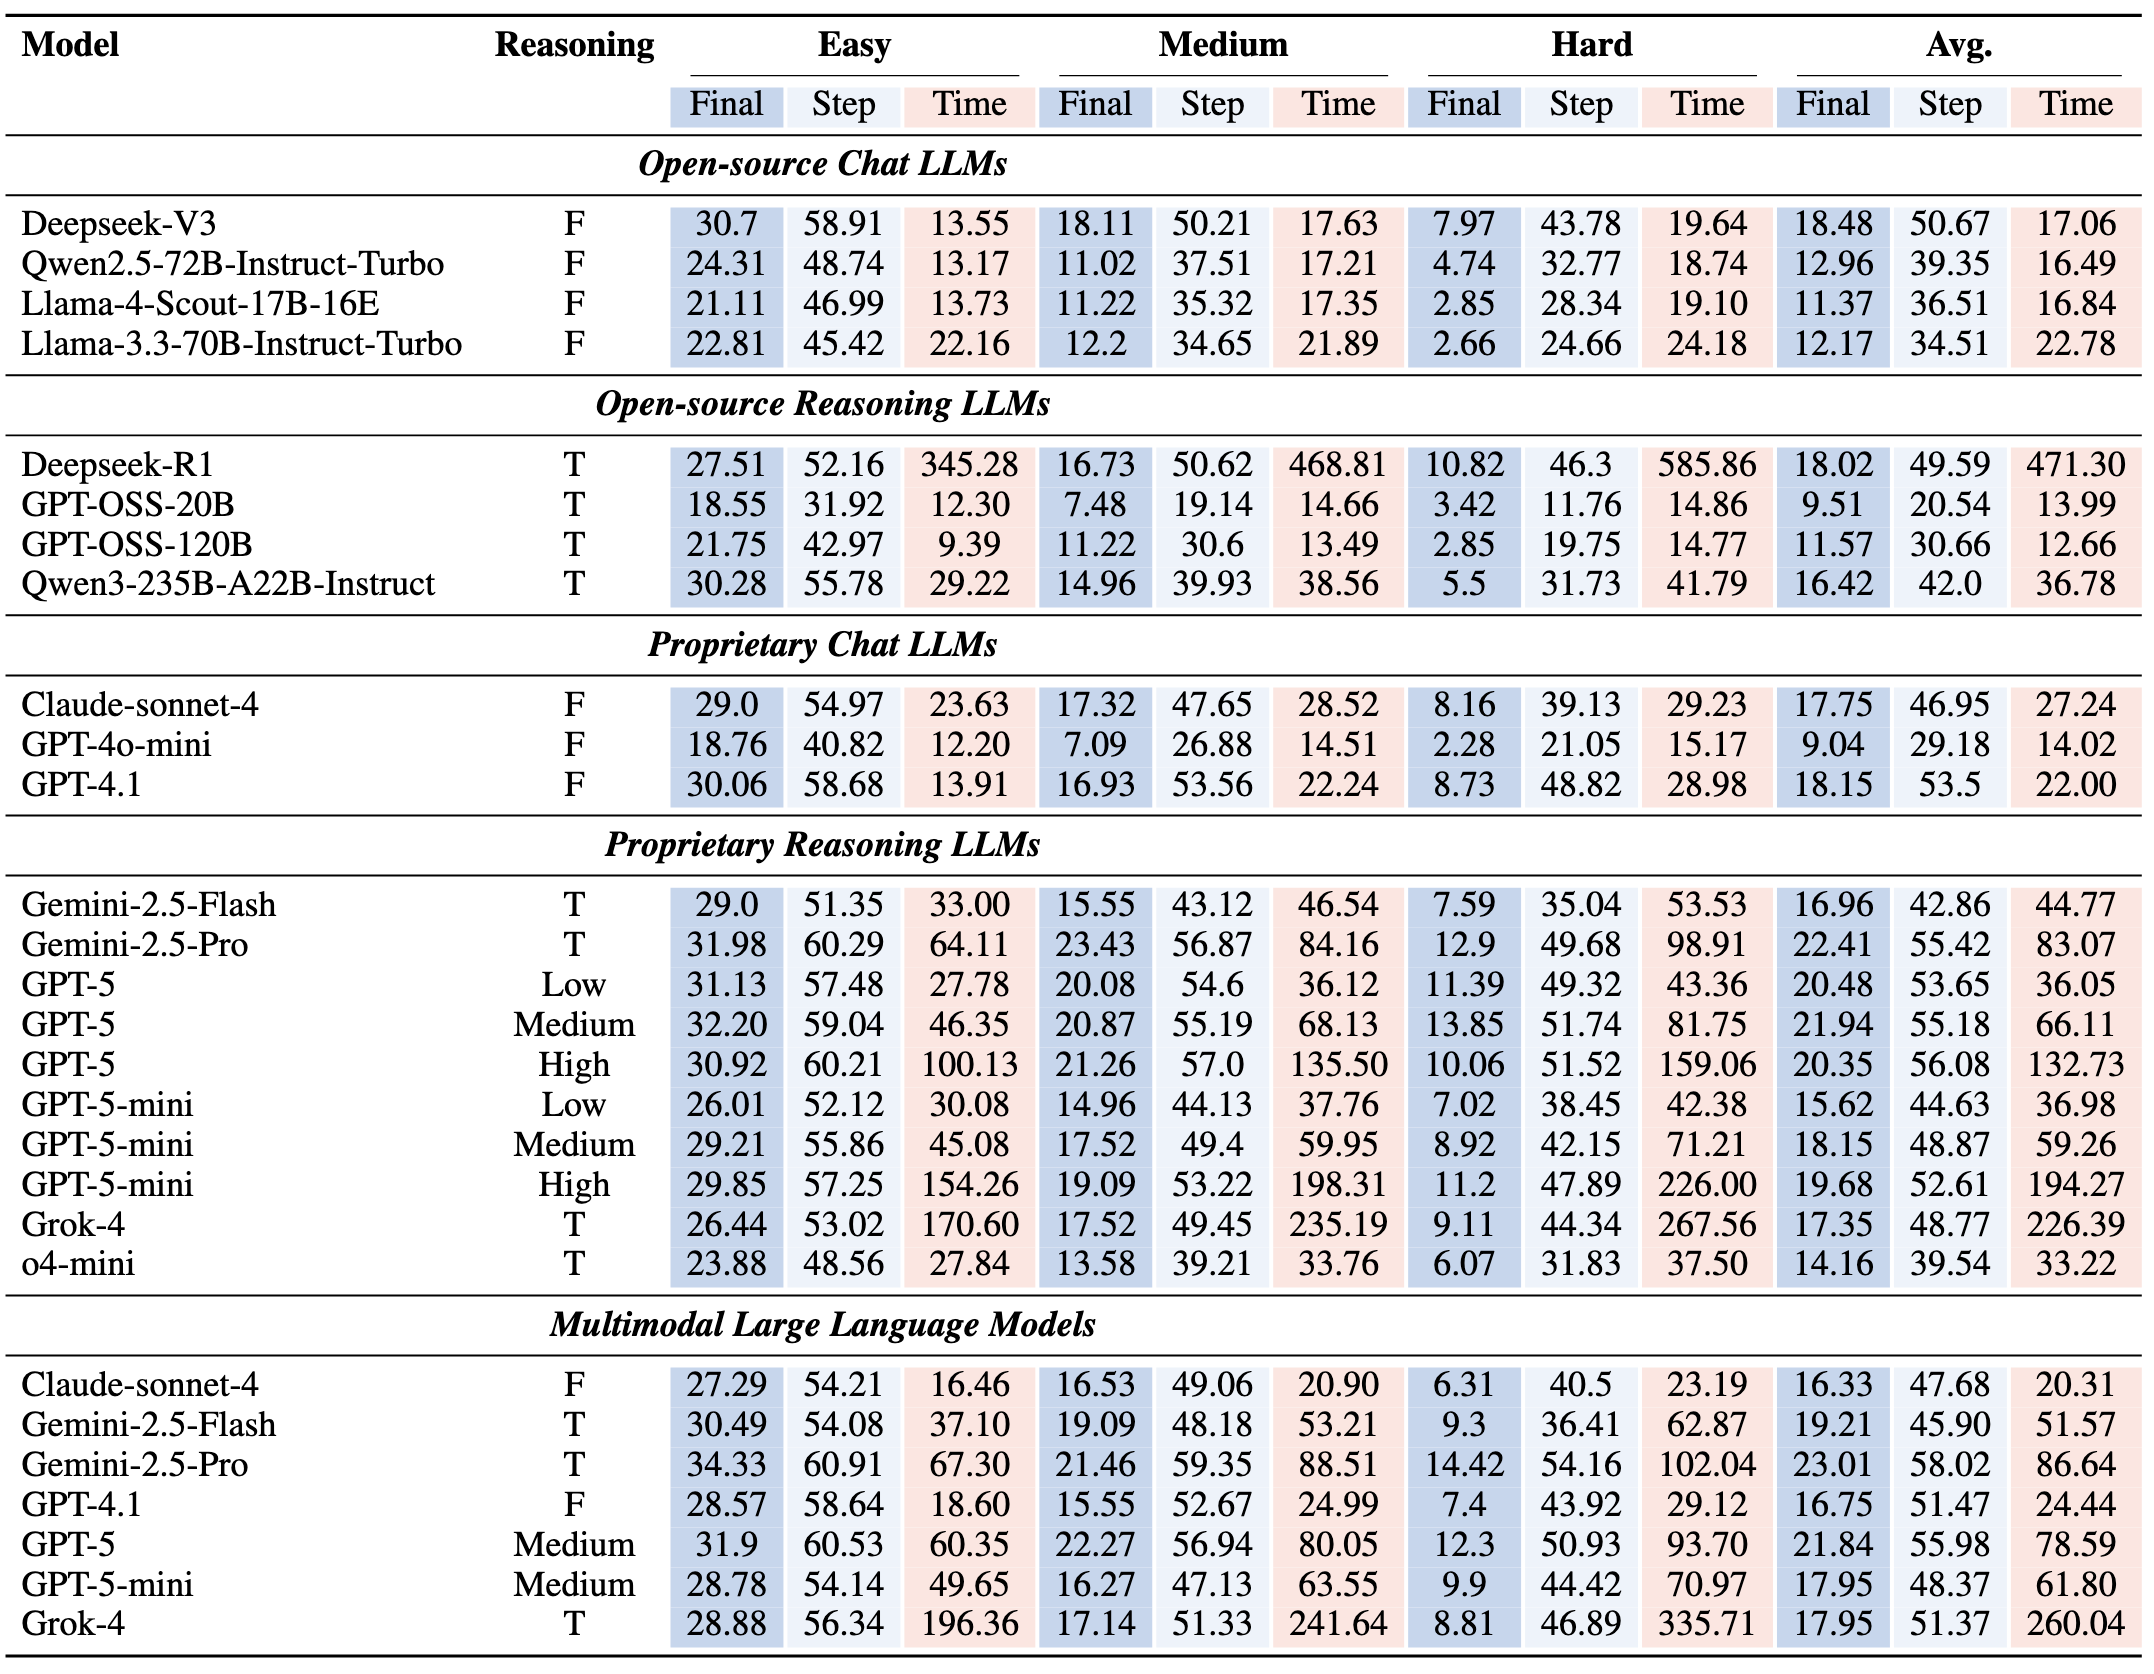 Model Reasoning Easy Medium Hard Avg.
Final Step Time Final Step Time Final Step Time Final Step Time
Open-source Chat LLMs
Deepseek-V3 F 30.7 58.91 13.55 18.11 50.21 17.63 7.97 43.78 19.64 18.48 50.67 17.06
Qwen2.5-72B-Instruct-Turbo F 24.31 48.74 13.17 11.02 37.51 17.21 4.74 32.77 18.74 12.96 39.35 16.49
Llama-4-Scout-17B-16E F 21.11 46.99 13.73 11.22 35.32 17.35 2.85 28.34 19.10 11.37 36.51 16.84
Llama-3.3-70B-Instruct-Turbo F 22.81 45.42 22.16 12.2 34.65 21.89 2.66 24.66 24.18 12.17 34.51 22.78
Open-source Reasoning LLMs
Deepseek-R1 T 27.51 52.16 345.28 16.73 50.62 468.81 10.82 46.3 585.86 18.02 49.59 471.30
GPT-OSS-20B T 18.55 31.92 12.30 7.48 19.14 14.66 3.42 11.76 14.86 9.51 20.54 13.99
GPT-OSS-120B T 21.75 42.97 9.39 11.22 30.6 13.49 2.85 19.75 14.77 11.57 30.66 12.66
Qwen3-235B-A22B-Instruct T 30.28 55.78 29.22 14.96 39.93 38.56 5.5 31.73 41.79 16.42 42.0 36.78
Proprietary Chat LLMs
Claude-sonnet-4 F 29.0 54.97 23.63 17.32 47.65 28.52 8.16 39.13 29.23 17.75 46.95 27.24
GPT-4o-mini F 18.76 40.82 12.20 7.09 26.88 14.51 2.28 21.05 15.17 9.04 29.18 14.02
GPT-4.1 F 30.06 58.68 13.91 16.93 53.56 22.24 8.73 48.82 28.98 18.15 53.5 22.00
Proprietary Reasoning LLMs
Gemini-2.5-Flash T 29.0 51.35 33.00 15.55 43.12 46.54 7.59 35.04 53.53 16.96 42.86 44.77
Gemini-2.5-Pro T 31.98 60.29 64.11 23.43 56.87 84.16 12.9 49.68 98.91 22.41 55.42 83.07
GPT-5 Low 31.13 57.48 27.78 20.08 54.6 36.12 11.39 49.32 43.36 20.48 53.65 36.05
GPT-5 Medium 32.20 59.04 46.35 20.87 55.19 68.13 13.85 51.74 81.75 21.94 55.18 66.11
GPT-5 High 30.92 60.21 100.13 21.26 57.0 135.50 10.06 51.52 159.06 20.35 56.08 132.73
GPT-5-mini Low 26.01 52.12 30.08 14.96 44.13 37.76 7.02 38.45 42.38 15.62 44.63 36.98
GPT-5-mini Medium 29.21 55.86 45.08 17.52 49.4 59.95 8.92 42.15 71.21 18.15 48.87 59.26
GPT-5-mini High 29.85 57.25 154.26 19.09 53.22 198.31 11.2 47.89 226.00 19.68 52.61 194.27
Grok-4 T 26.44 53.02 170.60 17.52 49.45 235.19 9.11 44.34 267.56 17.35 48.77 226.39
o4-mini T 23.88 48.56 27.84 13.58 39.21 33.76 6.07 31.83 37.50 14.16 39.54 33.22
Multimodal Large Language Models
Claude-sonnet-4 F 27.29 54.21 16.46 16.53 49.06 20.90 6.31 40.5 23.19 16.33 47.68 20.31
Gemini-2.5-Flash T 30.49 54.08 37.10 19.09 48.18 53.21 9.3 36.41 62.87 19.21 45.90 51.57
Gemini-2.5-Pro T 34.33 60.91 67.30 21.46 59.35 88.51 14.42 54.16 102.04 23.01 58.02 86.64
GPT-4.1 F 28.57 58.64 18.60 15.55 52.67 24.99 7.4 43.92 29.12 16.75 51.47 24.44
GPT-5 Medium 31.9 60.53 60.35 22.27 56.94 80.05 12.3 50.93 93.70 21.84 55.98 78.59
GPT-5-mini Medium 28.78 54.14 49.65 16.27 47.13 63.55 9.9 44.42 70.97 17.95 48.37 61.80
Grok-4 T 28.88 56.34 196.36 17.14 51.33 241.64 8.81 46.89 335.71 17.95 51.37 260.04